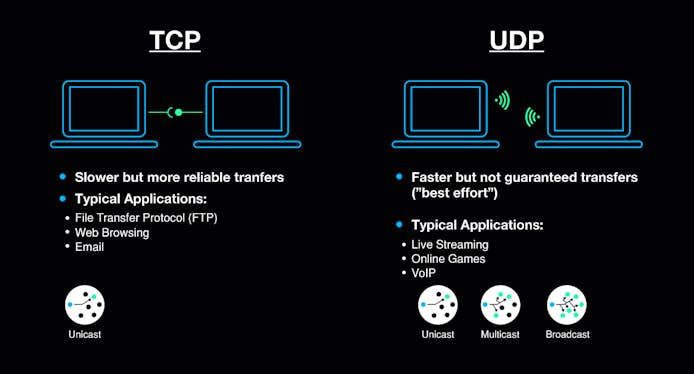 TCP
Slower but more reliable tranfers
Typical Applications:
File Transfer Protocol (FTP)
Web Browsing
Email
Unicast
UDP
Faster but not guaranteed transfers
("best effort")
Typical Applications:
Live Streaming
Online Games
VoIP
Unicast
Multicast
Broadcast